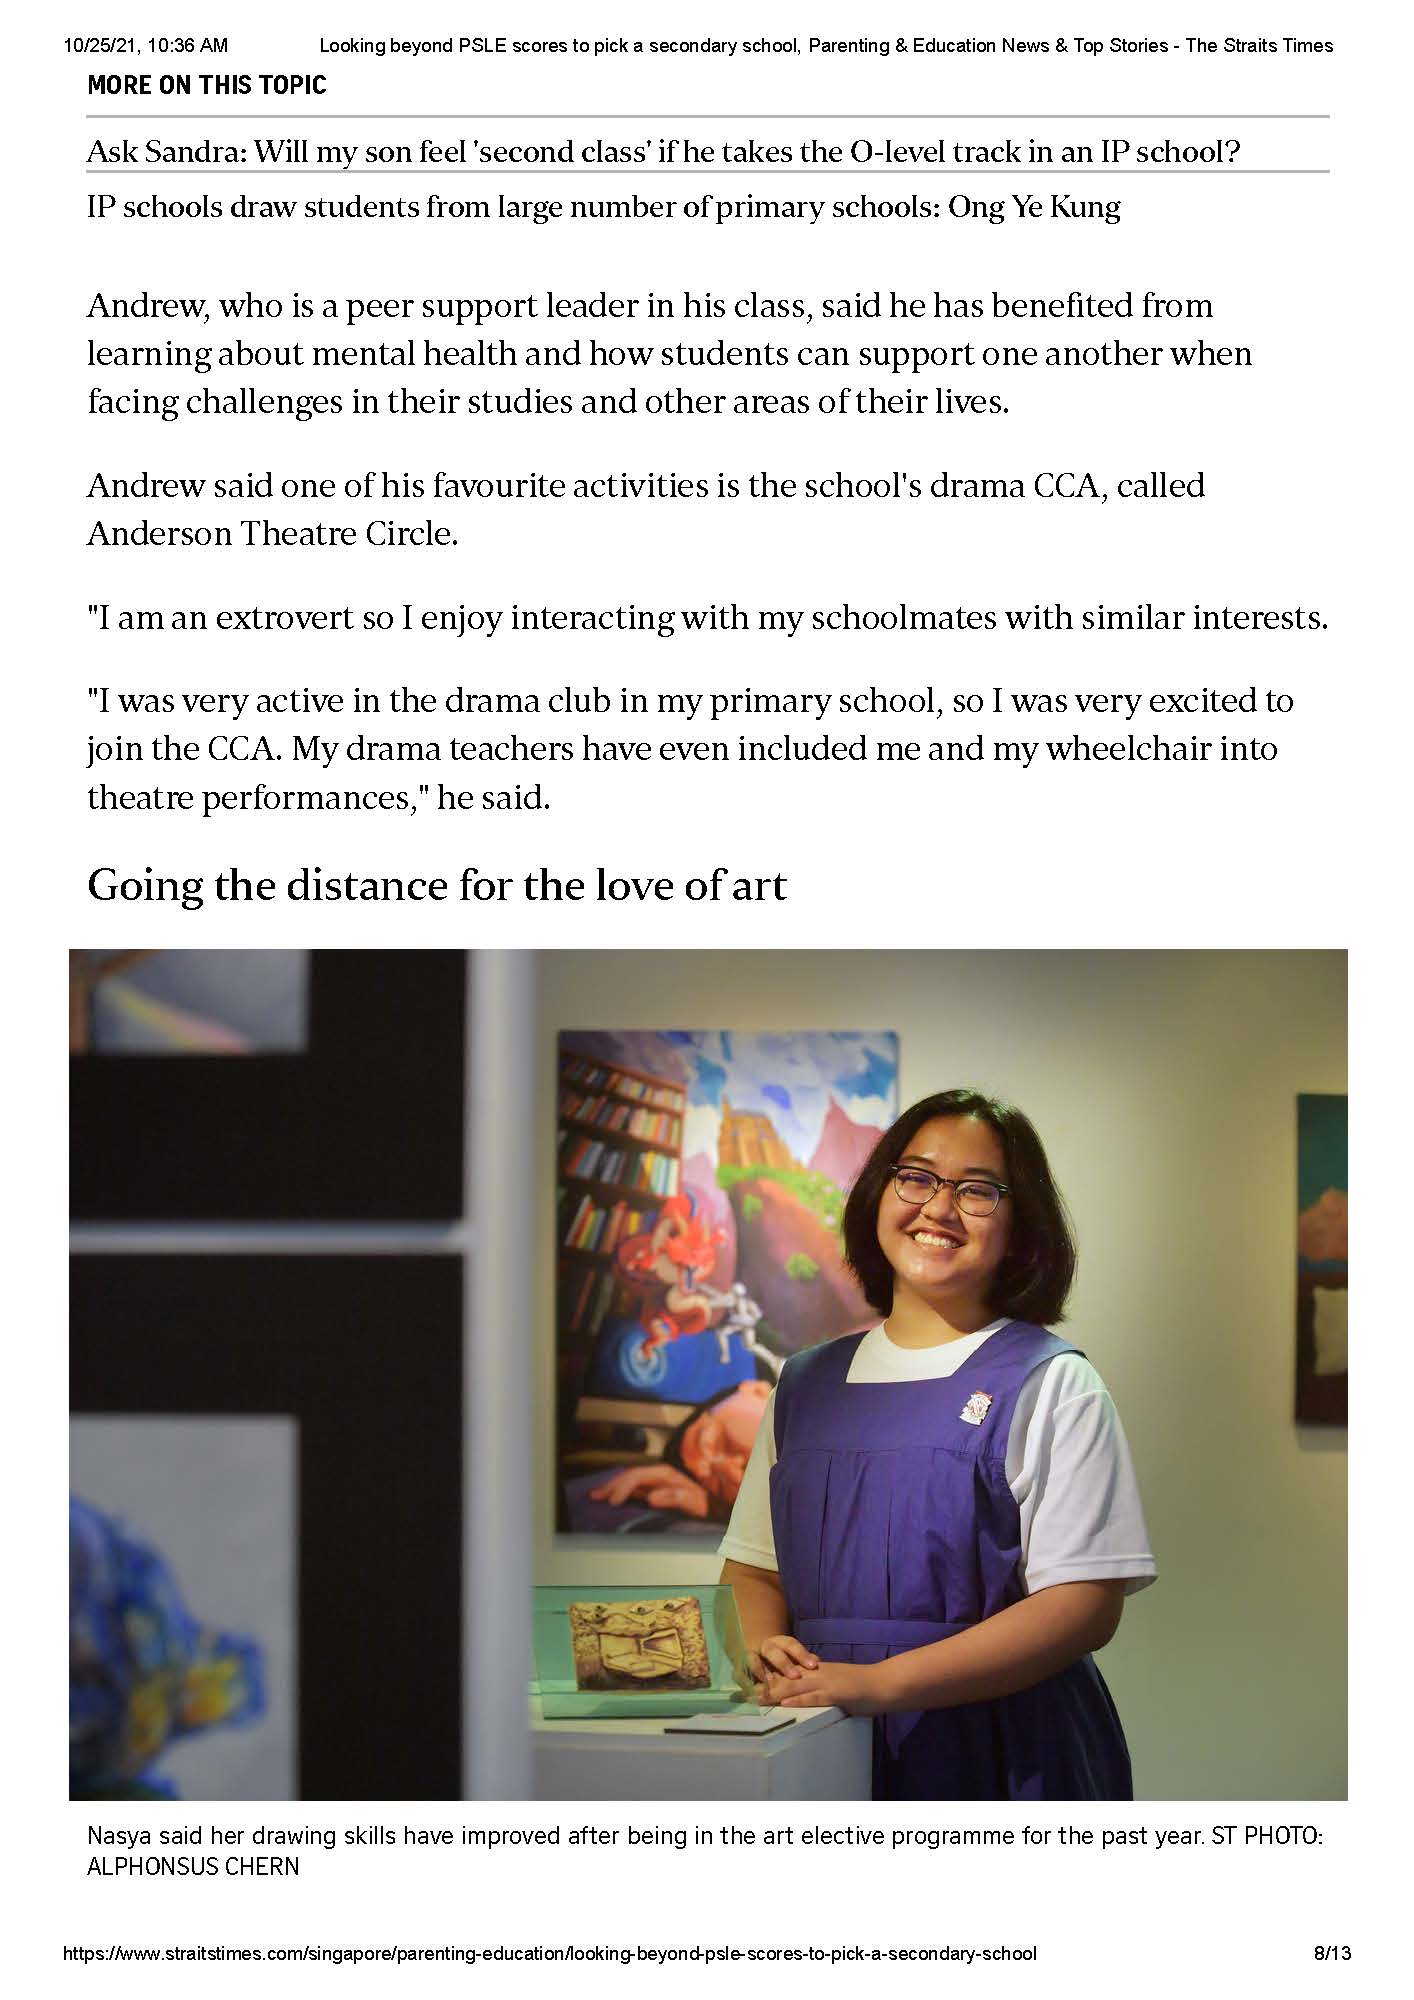 10/25/21, 10:36 AM Looking beyond PSLE scores to pick a secondary school, Parenting & Education News & Top Stories - The Straits Times
MORE ON THIS TOPIC
Ask Sandra: Will my son feel 'second class' if he takes the O-level track in an IP school?
IP schools draw students from large number of primary schools: Ong Ye Kung
Andrew, who is a peer support leader in his class, said he has benefited from
learning about mental health and how students can support one another when
facing challenges in their studies and other areas of their lives.
Andrew said one of his favourite activities is the school's drama CCA, called
Anderson Theatre Circle.
"I am an extrovert so I enjoy interacting with my schoolmates with similar interests.
"I was very active in the drama club in my primary school, so I was very excited to
join the CCA. My drama teachers have even included me and my wheelchair into
theatre performances," he said.
Going the distance for the love of art
Nasya said her drawing skills have improved after being in the art elective programme for the past year. ST PHOTO:
ALPHONSUS CHERN
https://www.straitstimes.com/singapore/parenting-education/looking-beyond-psle-scores-to-pick-a-secondary-school 8/13